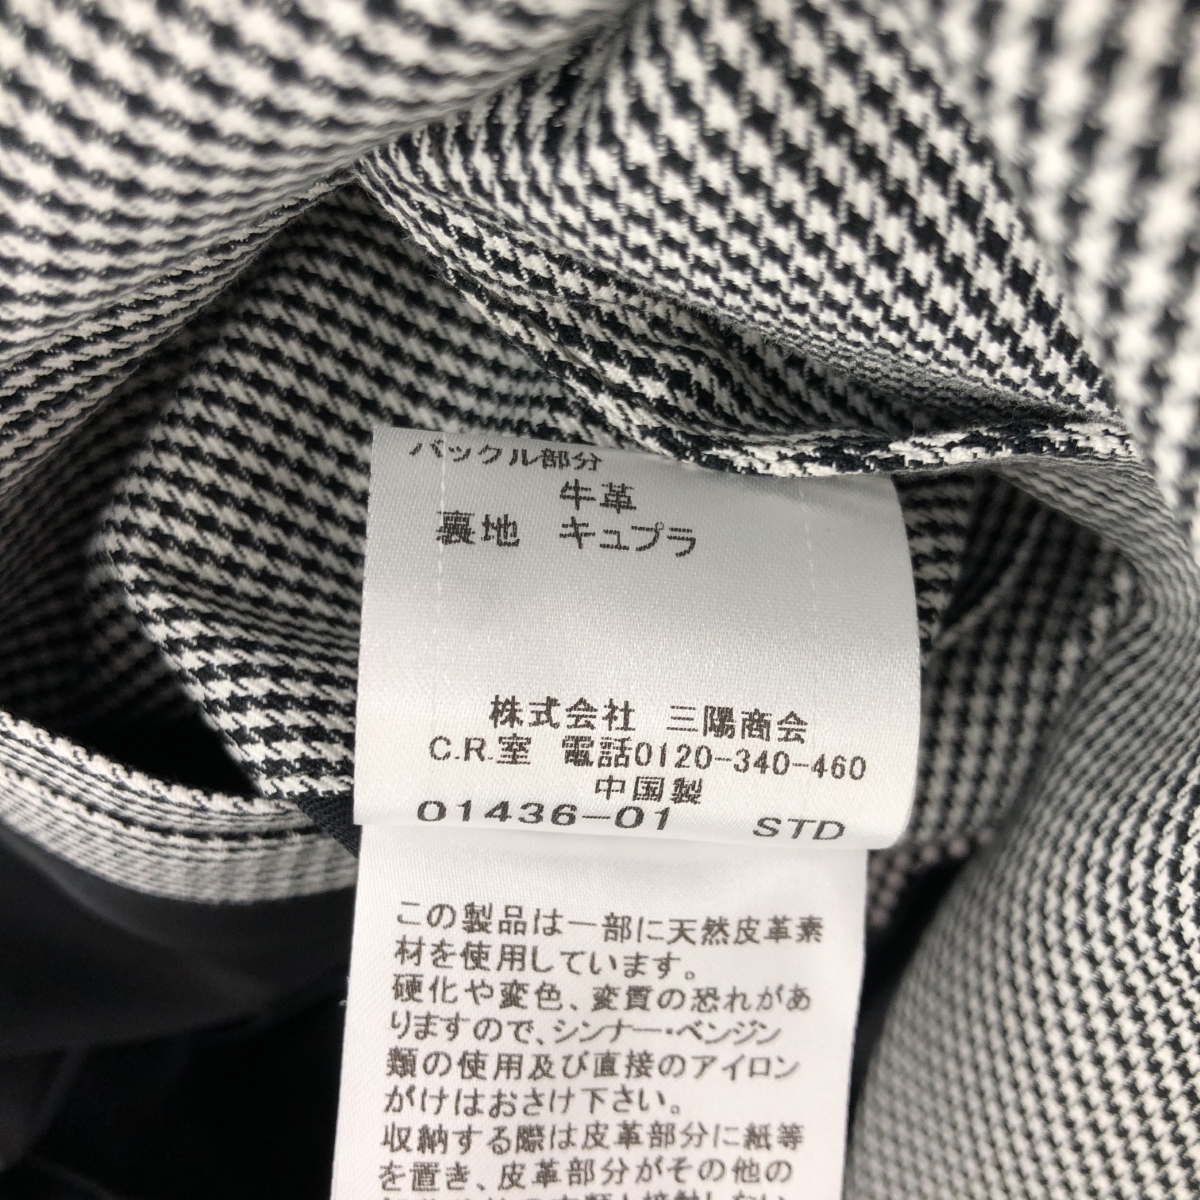 バックル部分
牛革
裏地 キュプラ
株式会社 三陽商会
C.R.室 電話0120-340-460
中国製
01436-01 STD
この製品は一部に天然皮革素
材を使用しています。
硬化や変色、変質の恐れがあ
りますので、シンナー・ベンジン
類の使用及び直接のアイロン
がけはおさけ下さい。
収納する際は皮革部分に紙等
を置き、皮革部分がその他の